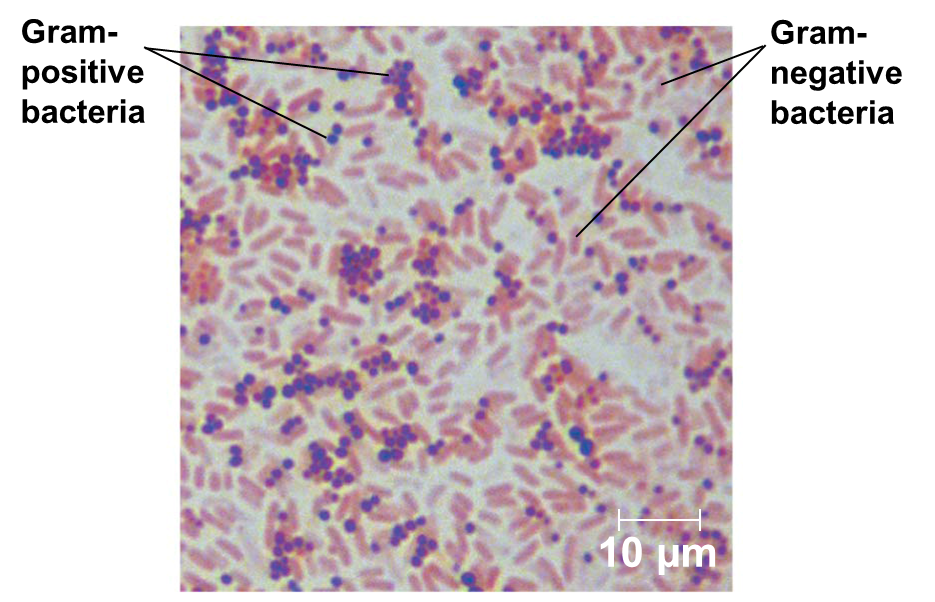 Gram-
positive
bacteria
Gram-
negative
bacteria
10 µm